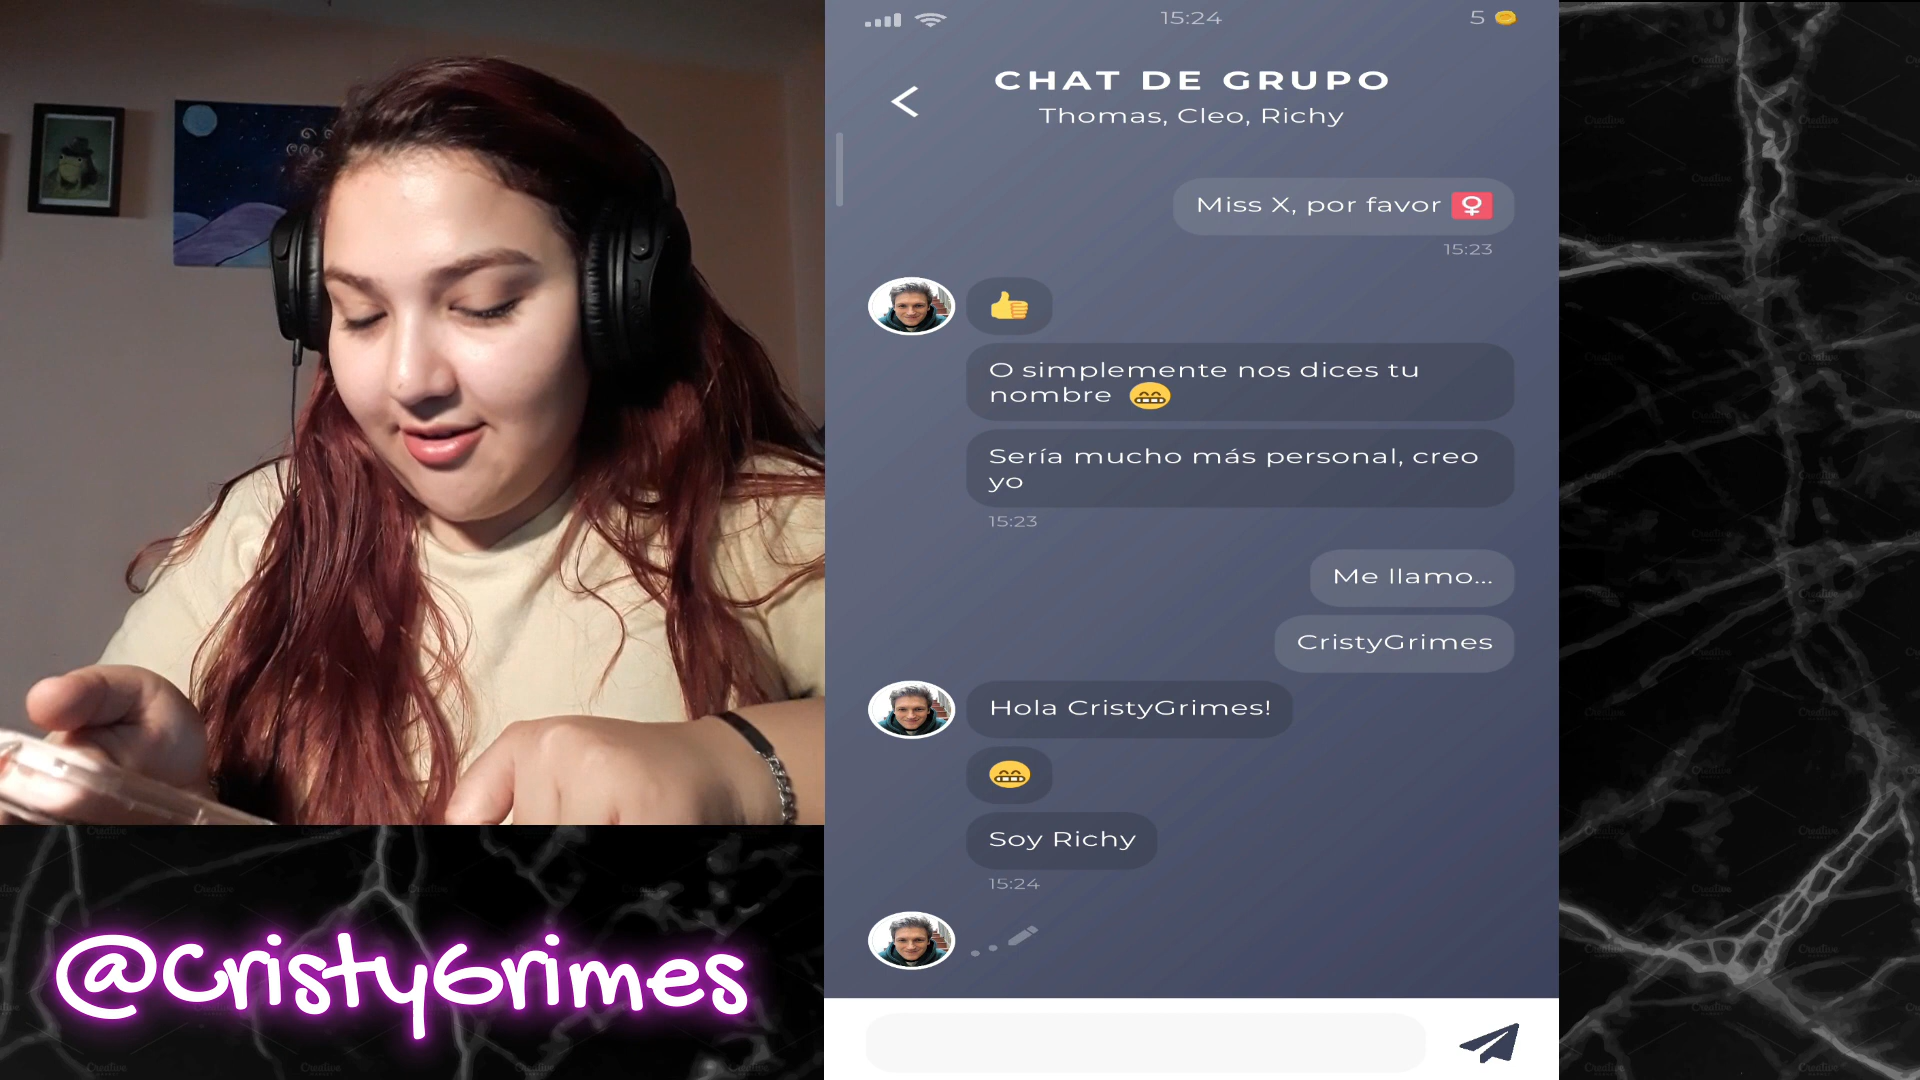 15:24
5
CHAT DE GRUPO
Thomas, Cleo, Richy
Miss X, por favor
15:23
O simplemente nos dices tu
nombre
Sería mucho más personal, creo
yo
15:23
Me llamo...
CristyGrimes
Hola CristyGrimes!
Soy Richy
15:24
@CristyGrimes